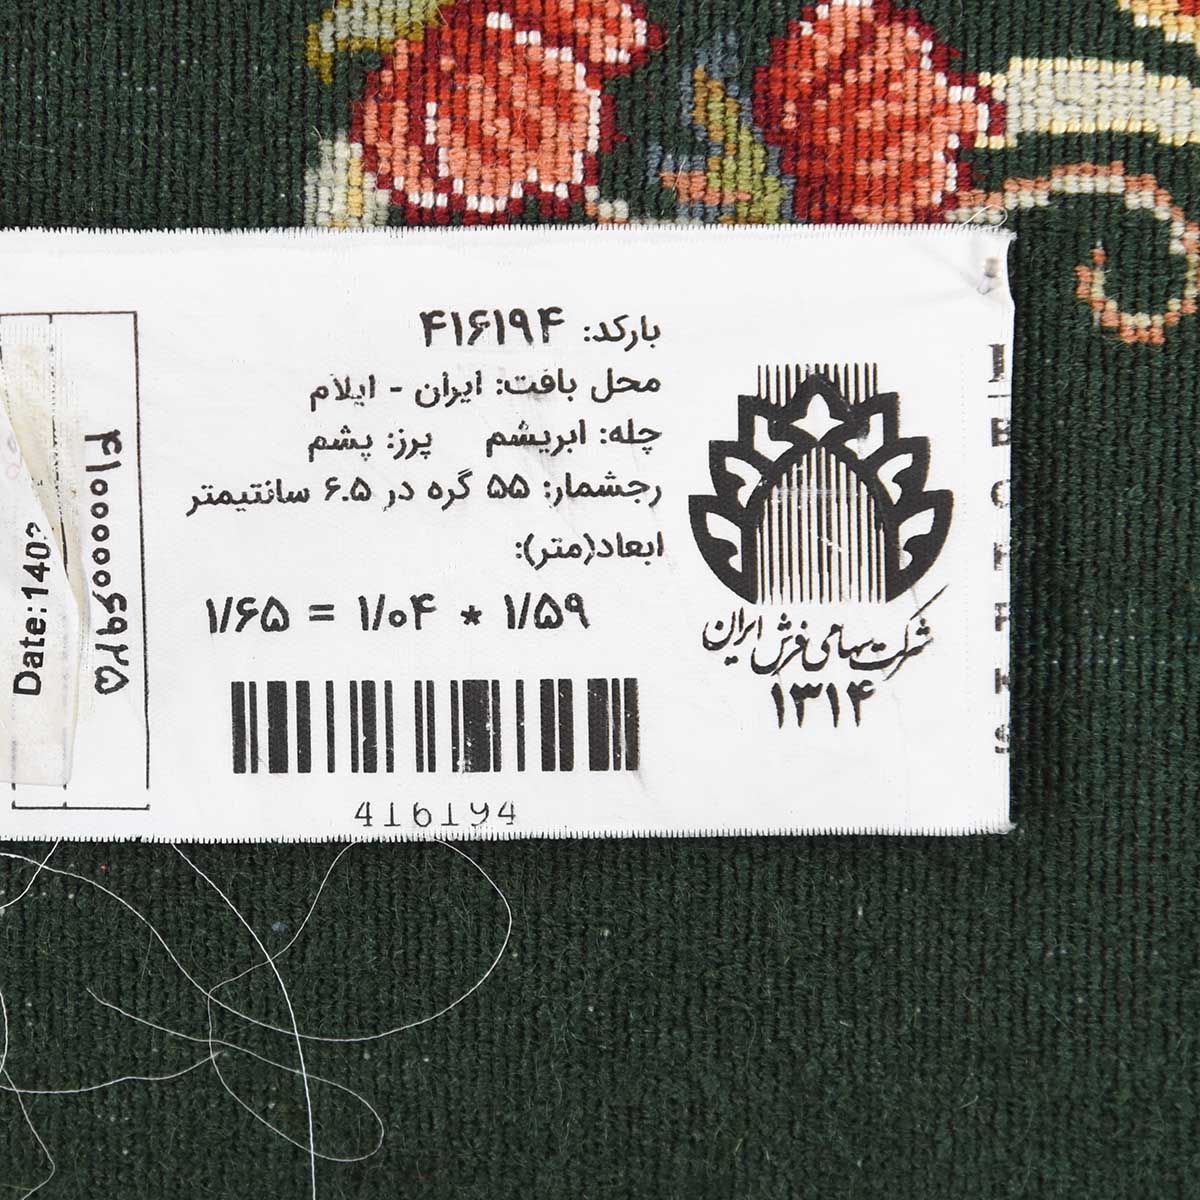 بارکد: ۴۱۶۱۹۴
محل بافت: ایران - ایلام
چله: ابریشم پرز: پشم
رجشمار: ۵۵ گره در ۶.۵ سانتیمتر
ابعاد(متر):
۱/۵۹ * ۱/۰۴ = ۱/۶۵
416194
شرکت سهامی فرش ایران
۱۳۱۴
۴۱۰۰۰۰۰۶۹۲۵
Date:140